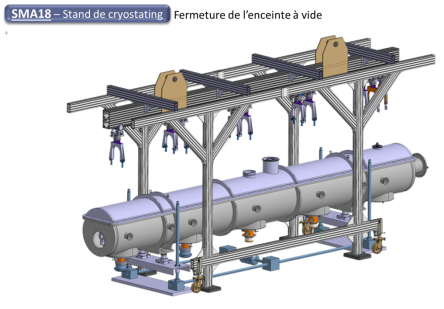 SMA18 – Stand de cryostating Fermeture de l'enceinte à vide